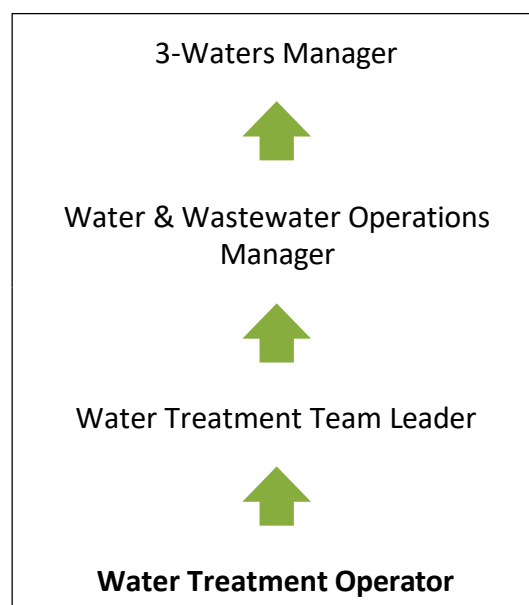 3-Waters Manager
Water & Wastewater Operations
Manager
Water Treatment Team Leader
Water Treatment Operator